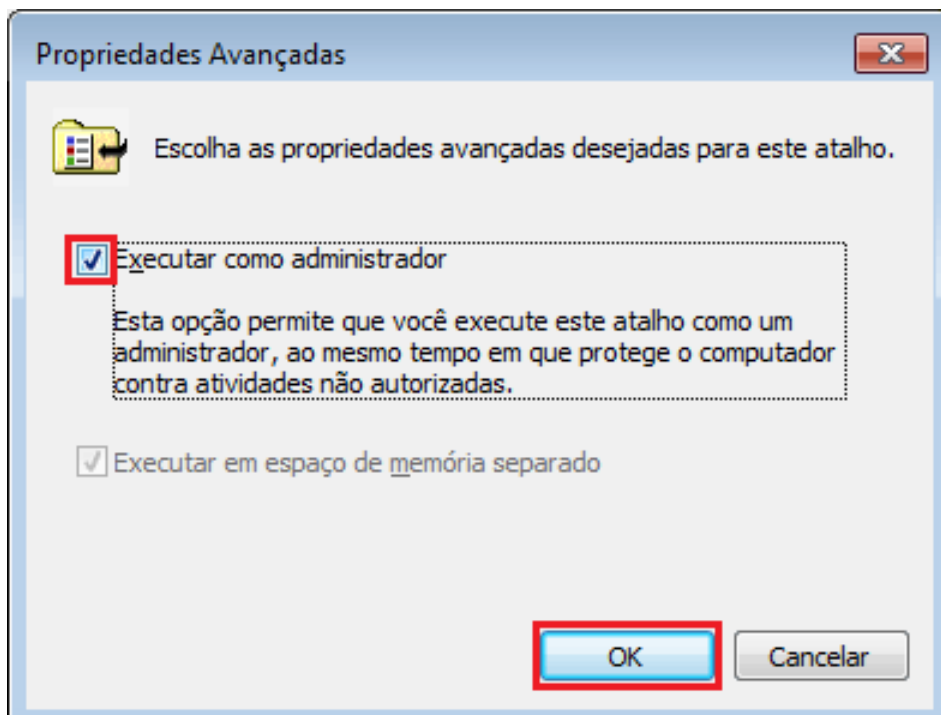 Propriedades Avançadas
Escolha as propriedades avançadas desejadas para este atalho.
Executar como administrador
Esta opção permite que você execute este atalho como um
administrador, ao mesmo tempo em que protege o computador
contra atividades não autorizadas.
Executar em espaço de memória separado
OK Cancelar